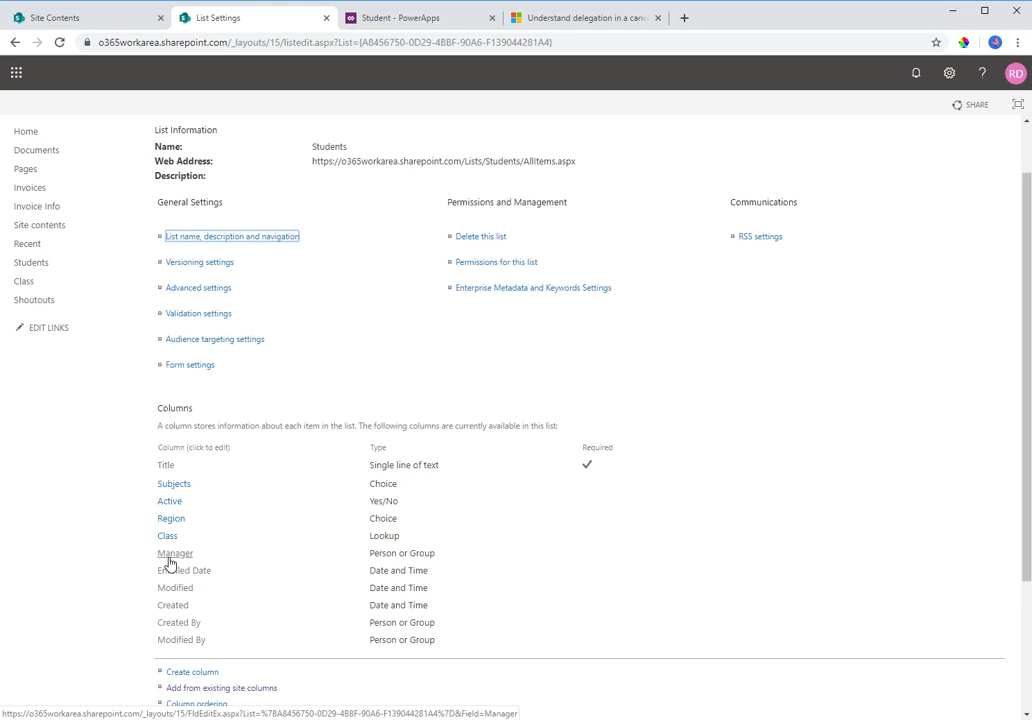 Site Contents
List Settings
Student - PowerApps
Understand delegation in a canv
o365workarea.sharepoint.com/_layouts/15/listedit.aspx?List={A8456750-0D29-4BBF-90A6-F139044281A4}
RD
SHARE
Home
Documents
Pages
Invoices
Invoice Info
Site contents
Recent
Students
Class
Shoutouts
EDIT LINKS
List Information
Name: Students
Web Address: https://o365workarea.sharepoint.com/Lists/Students/AllItems.aspx
Description:
General Settings Permissions and Management Communications
List name, description and navigation Delete this list RSS settings
Versioning settings Permissions for this list
Advanced settings Enterprise Metadata and Keywords Settings
Validation settings
Audience targeting settings
Form settings
Columns
A column stores information about each item in the list. The following columns are currently available in this list:
Column (click to edit) Type Required
Title Single line of text
Subjects Choice
Active Yes/No
Region Choice
Class Lookup
Manager Person or Group
Enrolled Date Date and Time
Modified Date and Time
Created Date and Time
Created By Person or Group
Modified By Person or Group
Create column
Add from existing site columns
Column ordering
https://o365workarea.sharepoint.com/_layouts/15/FldEditEx.aspx?List=%7BA8456750-0D29-4BBF-90A6-F139044281A4%7D&Field=Manager